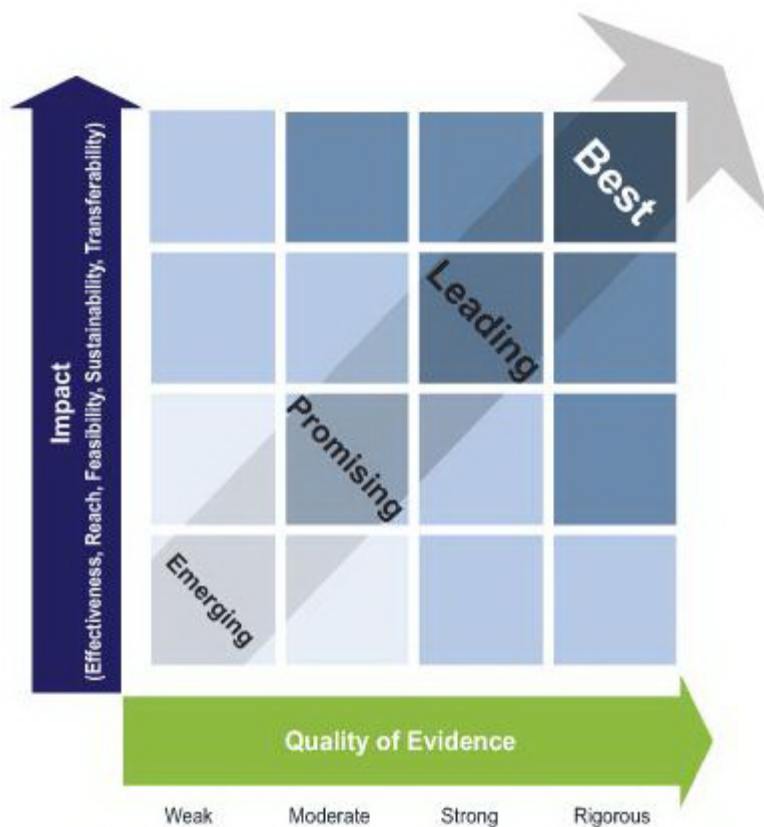 Impact
(Effectiveness, Reach, Feasibility, Sustainability, Transferability)
Best
Leading
Promising
Emerging
Quality of Evidence
Weak Moderate Strong Rigorous